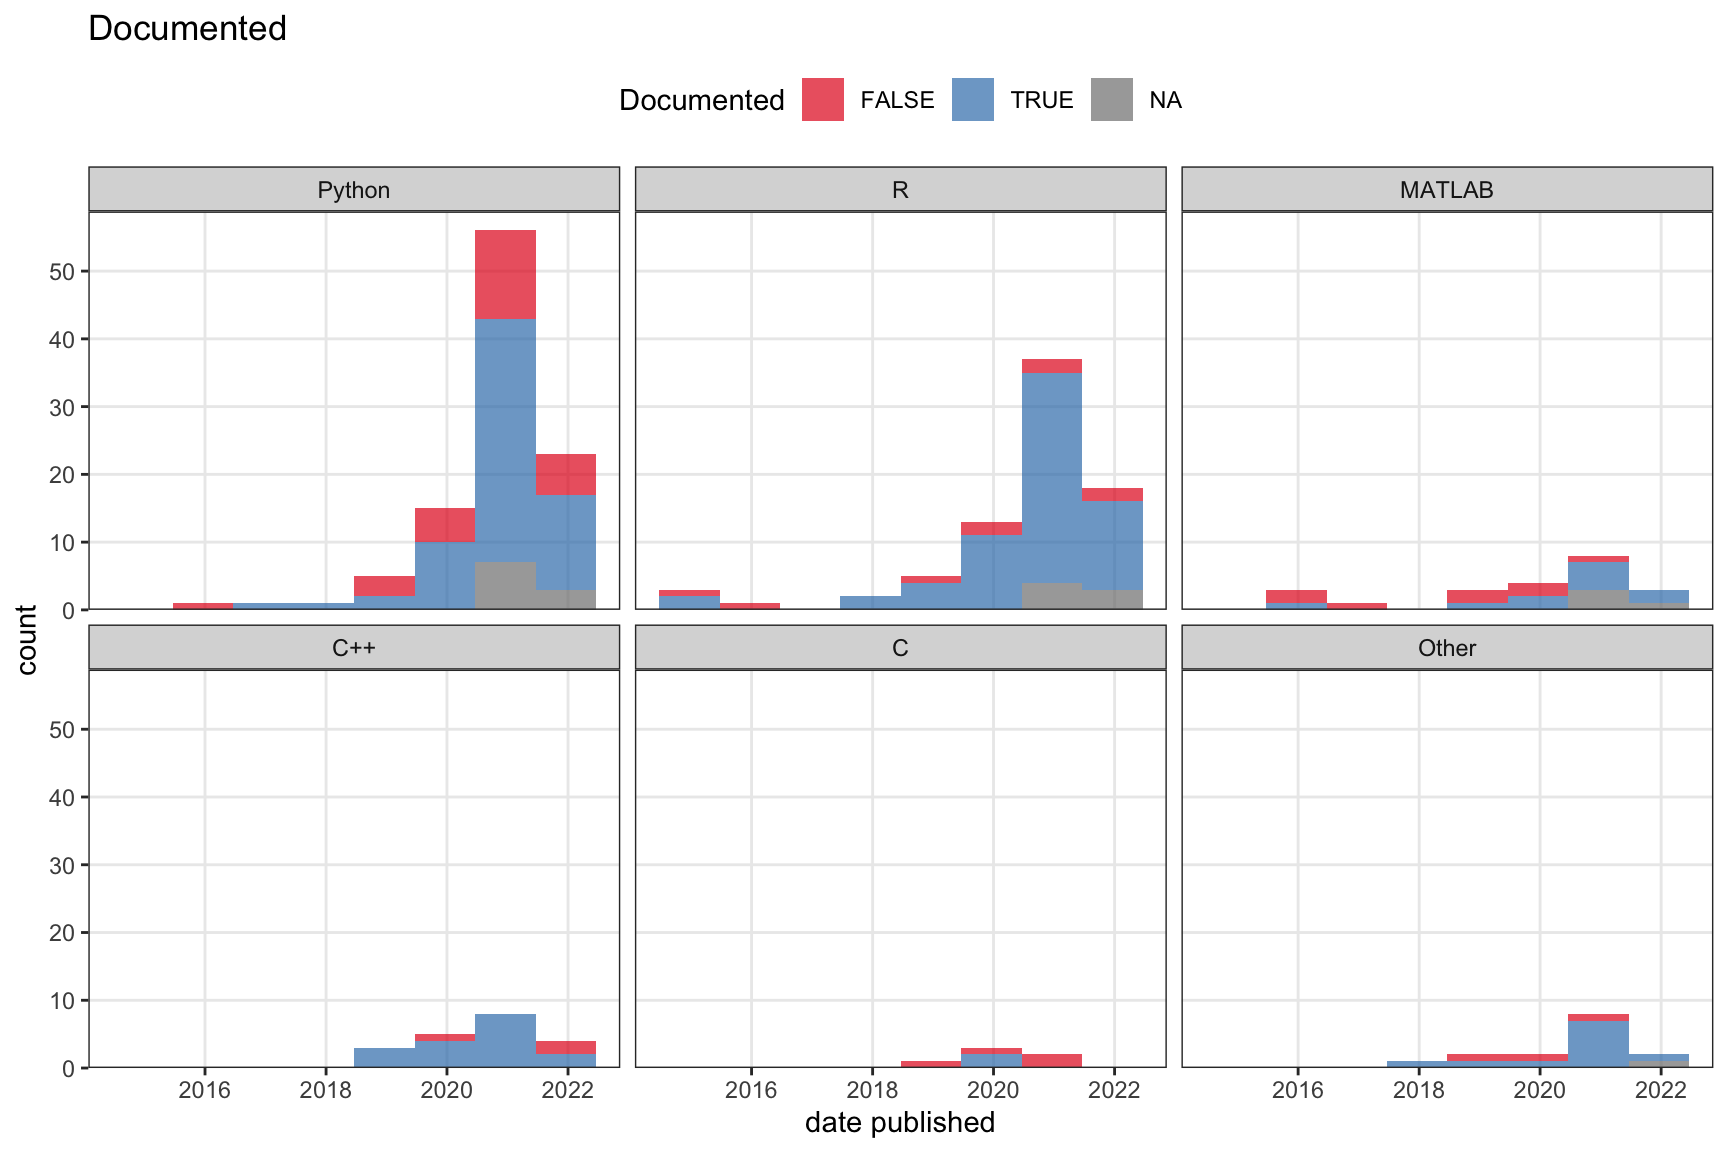 Documented
Documented FALSE TRUE NA
Python R MATLAB
50
40
30
20
10
0
count
C++ C Other
50
40
30
20
10
0
2016 2018 2020 2022 2016 2018 2020 2022 2016 2018 2020 2022
date published